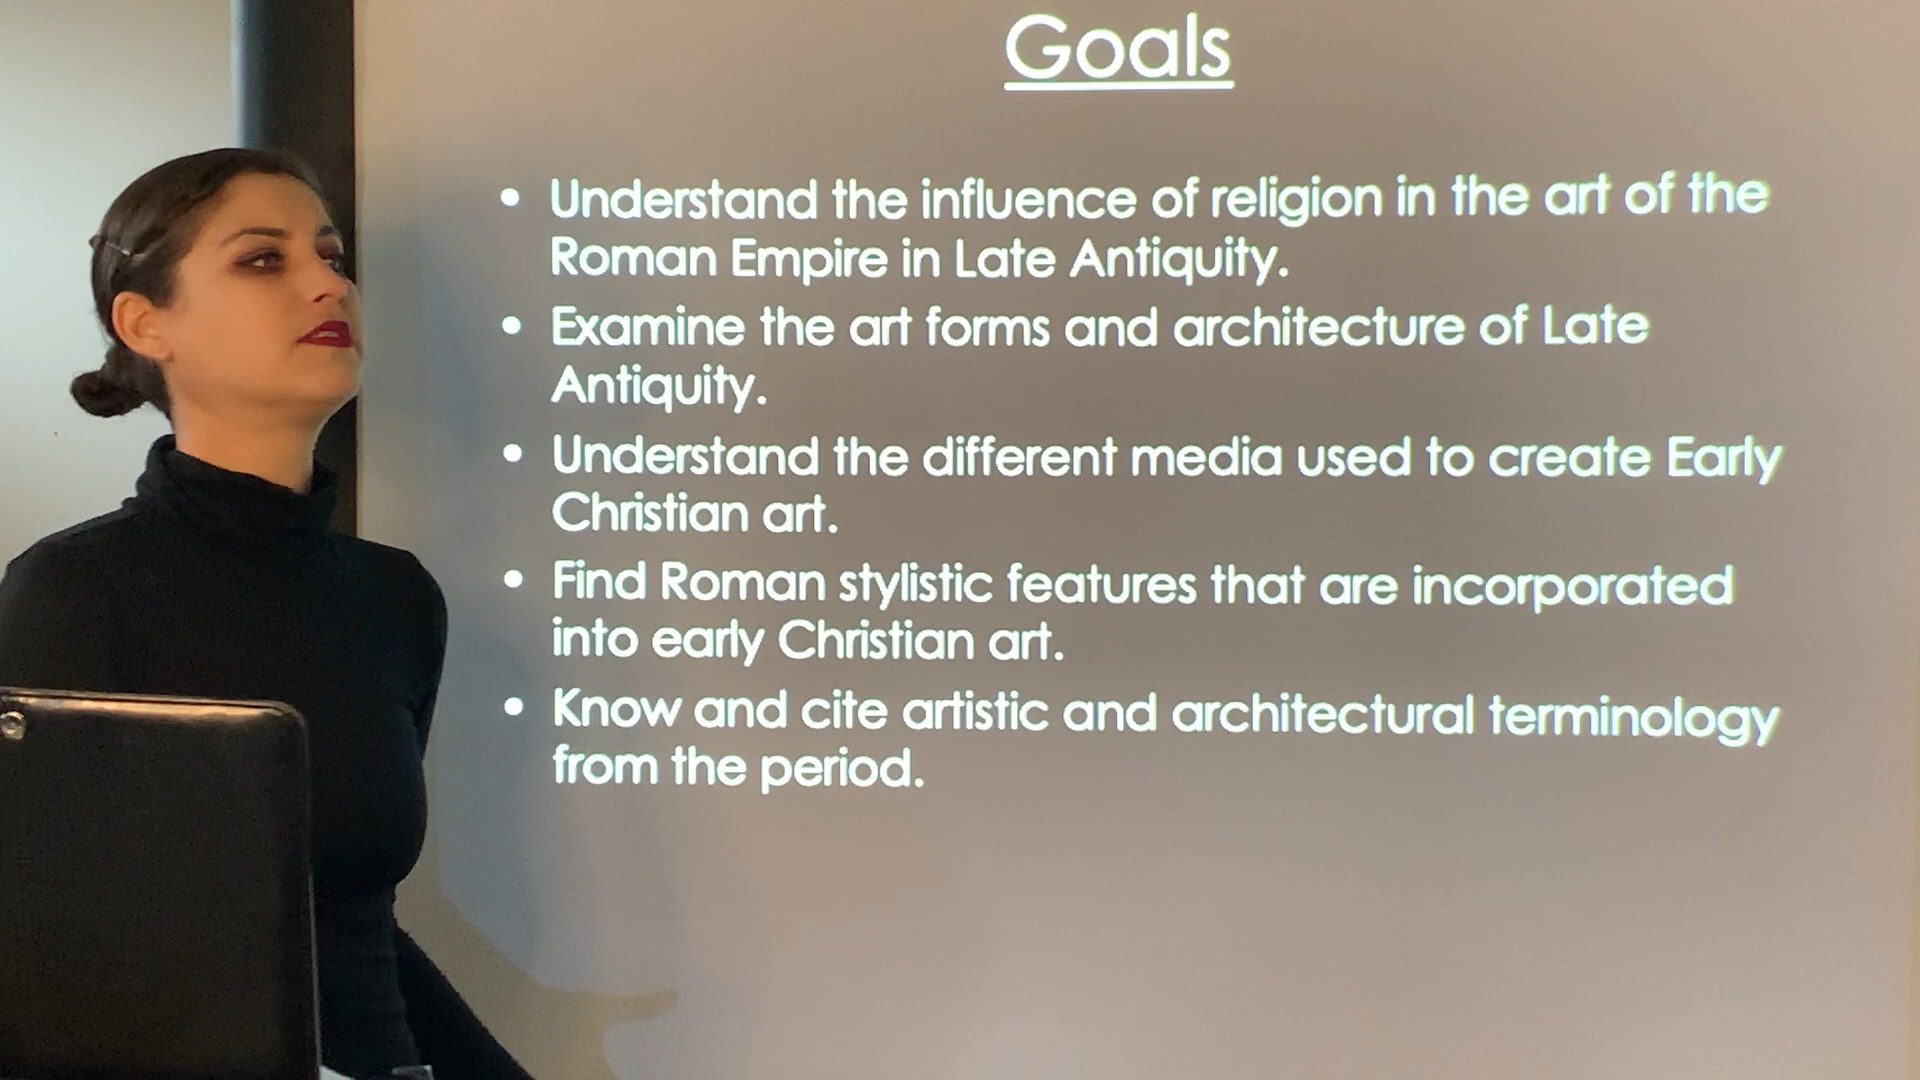 Goals
• Understand the influence of religion in the art of the
Roman Empire in Late Antiquity.
• Examine the art forms and architecture of Late
Antiquity.
• Understand the different media used to create Early
Christian art.
• Find Roman stylistic features that are incorporated
into early Christian art.
• Know and cite artistic and architectural terminology
from the period.